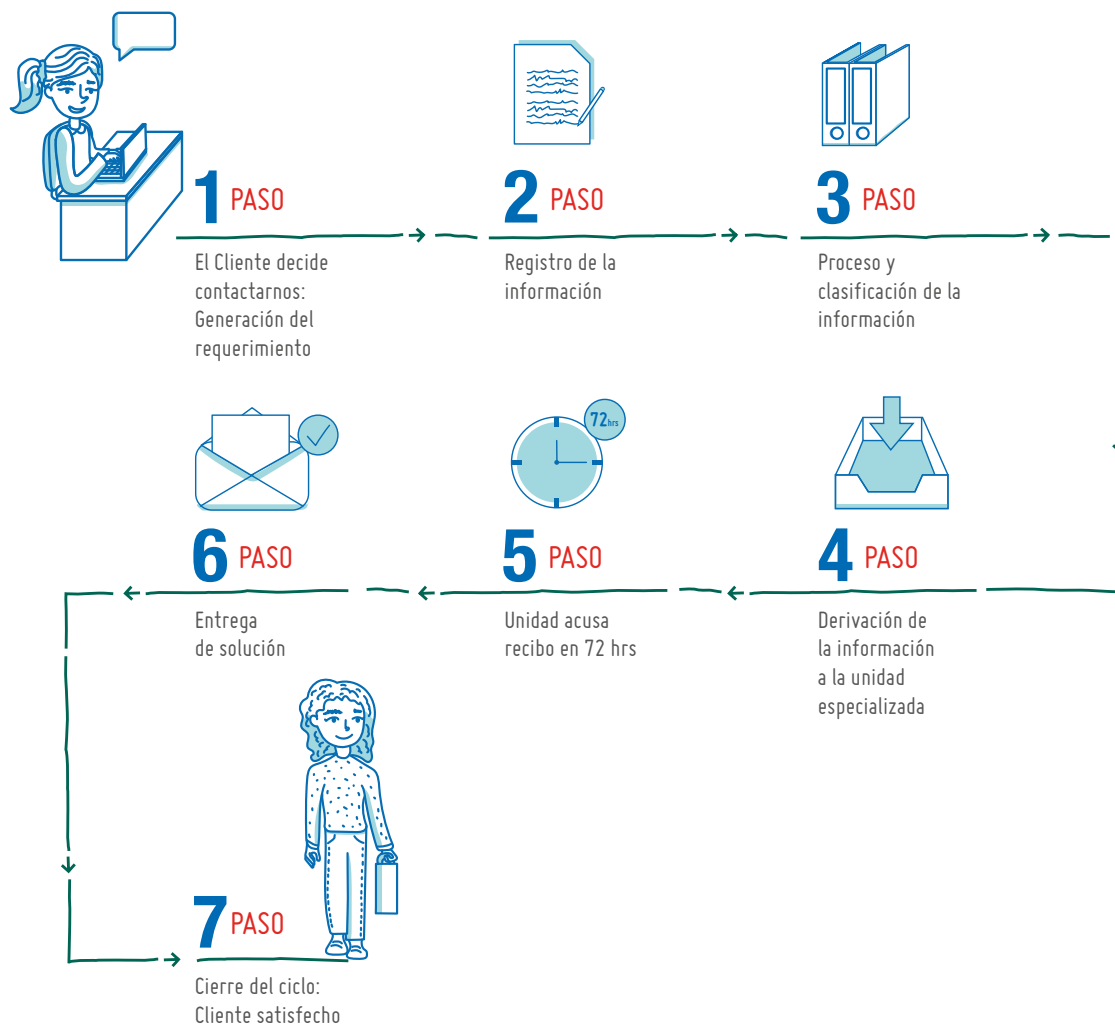 1 PASO
El Cliente decide
contactarnos:
Generación del
requerimiento
2 PASO
Registro de la
información
3 PASO
Proceso y
clasificación de la
información
4 PASO
Derivación de
la información
a la unidad
especializada
72hrs
5 PASO
Unidad acusa
recibo en 72 hrs
6 PASO
Entrega
de solución
7 PASO
Cierre del ciclo:
Cliente satisfecho